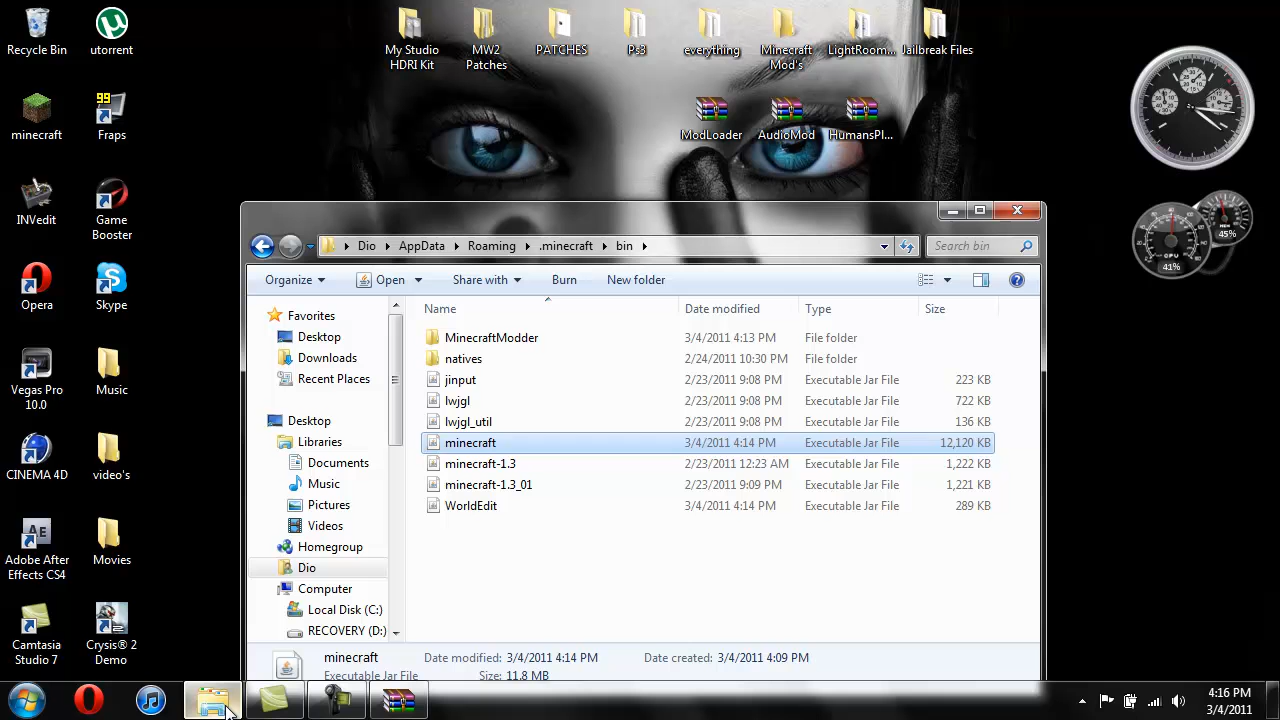 Recycle Bin
utorrent
My Studio
HDRI Kit
MW2
Patches
PATCHES
Ps3
everything
Minecraft
Mod's
LightRoom...
Jailbreak Files
minecraft
99
Fraps
ModLoader
AudioMod
HumansPl...
INVedit
Game
Booster
Opera
Skype
Vegas Pro
10.0
Music
CINEMA 4D
video's
AE
Adobe After
Effects CS4
Movies
Camtasia
Studio 7
Crysis® 2
Demo
45%
41%
Dio
AppData
Roaming
.minecraft
bin
Search bin
Organize
Open
Share with
Burn
New folder
Name
Date modified
Type
Size
Favorites
Desktop
Downloads
Recent Places
Desktop
Libraries
Documents
Music
Pictures
Videos
Homegroup
Dio
Computer
Local Disk (C:)
RECOVERY (D:)
MinecraftModder 3/4/2011 4:13 PM File folder
natives 2/24/2011 10:30 PM File folder
jinput 2/23/2011 9:08 PM Executable Jar File 223 KB
lwjgl 2/23/2011 9:08 PM Executable Jar File 722 KB
lwjgl_util 2/23/2011 9:08 PM Executable Jar File 136 KB
minecraft 3/4/2011 4:14 PM Executable Jar File 12,120 KB
minecraft-1.3 2/23/2011 12:23 AM Executable Jar File 1,222 KB
minecraft-1.3_01 2/23/2011 9:09 PM Executable Jar File 1,221 KB
WorldEdit 3/4/2011 4:14 PM Executable Jar File 289 KB
minecraft Date modified: 3/4/2011 4:14 PM Date created: 3/4/2011 4:09 PM
Executable Jar File Size: 11.8 MB
4:16 PM
3/4/2011